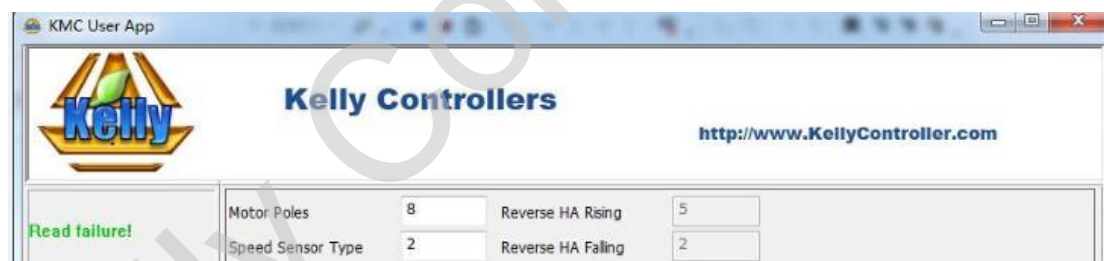 KMC User App
Kelly
Kelly Controllers
http://www.KellyController.com
Read failure!
Motor Poles 8 Reverse HA Rising 5
Speed Sensor Type 2 Reverse HA Falling 2